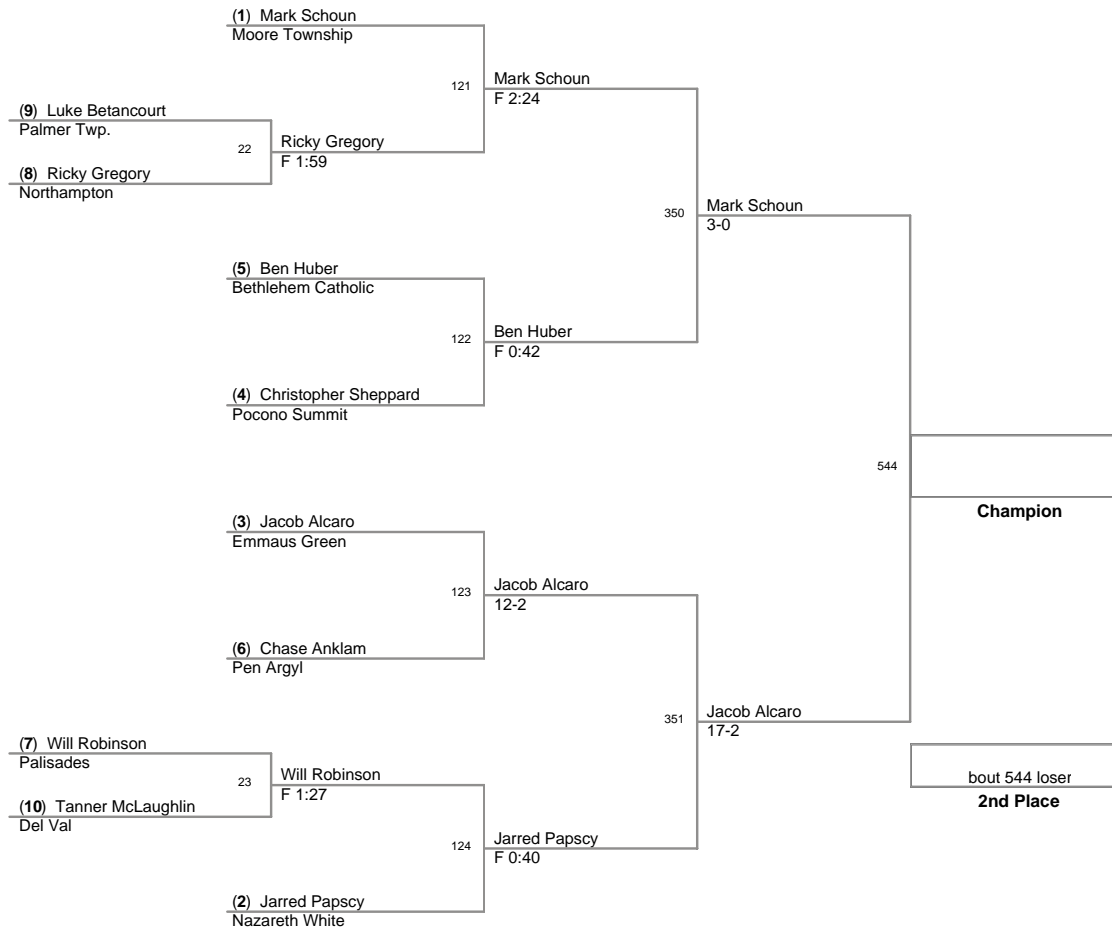 (1) Mark Schoun
Moore Township
121
Mark Schoun
F 2:24
(9) Luke Betancourt
Palmer Twp.
22
Ricky Gregory
F 1:59
(8) Ricky Gregory
Northampton
350
Mark Schoun
3-0
(5) Ben Huber
Bethlehem Catholic
122
Ben Huber
F 0:42
(4) Christopher Sheppard
Pocono Summit
544
Champion
(3) Jacob Alcaro
Emmaus Green
123
Jacob Alcaro
12-2
(6) Chase Anklam
Pen Argyl
351
Jacob Alcaro
17-2
(7) Will Robinson
Palisades
23
Will Robinson
F 1:27
(10) Tanner McLaughlin
Del Val
bout 544 loser
2nd Place
124
Jarred Papscy
F 0:40
(2) Jarred Papscy
Nazareth White